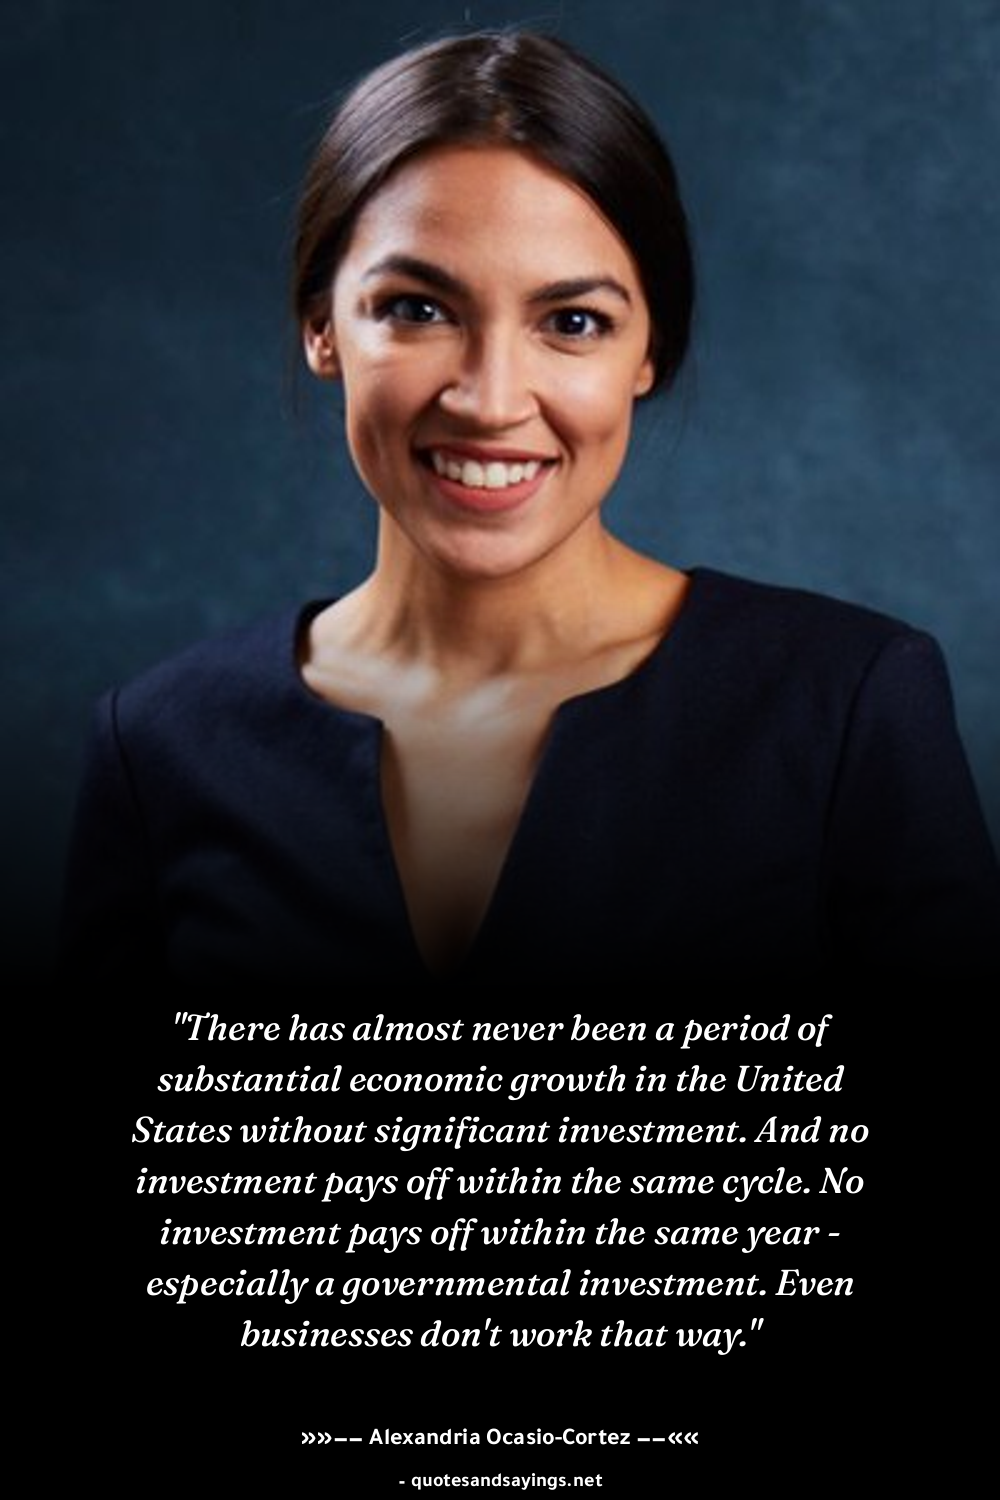 "There has almost never been a period of
substantial economic growth in the United
States without significant investment. And no
investment pays off within the same cycle. No
investment pays off within the same year -
especially a governmental investment. Even
businesses don't work that way."
»»−− Alexandria Ocasio-Cortez −−««
- quotesandsayings.net